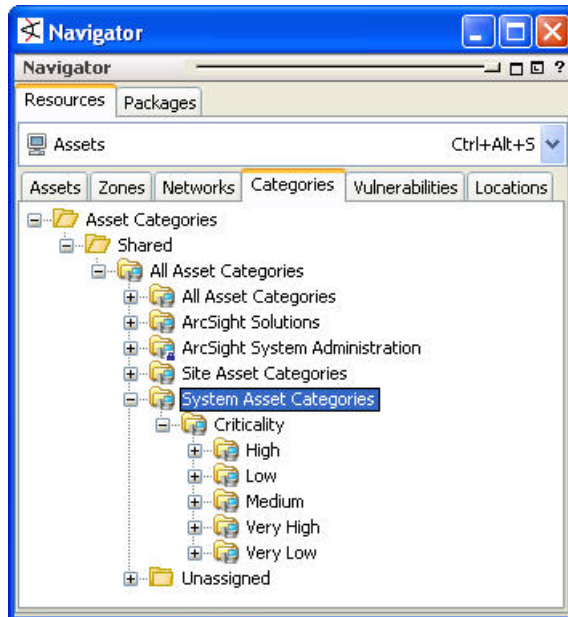 Navigator
Navigator ?
Resources Packages
Assets Ctrl+Alt+S
Assets Zones Networks Categories Vulnerabilities Locations
Asset Categories
Shared
All Asset Categories
All Asset Categories
ArcSight Solutions
ArcSight System Administration
Site Asset Categories
System Asset Categories
Criticality
High
Low
Medium
Very High
Very Low
Unassigned